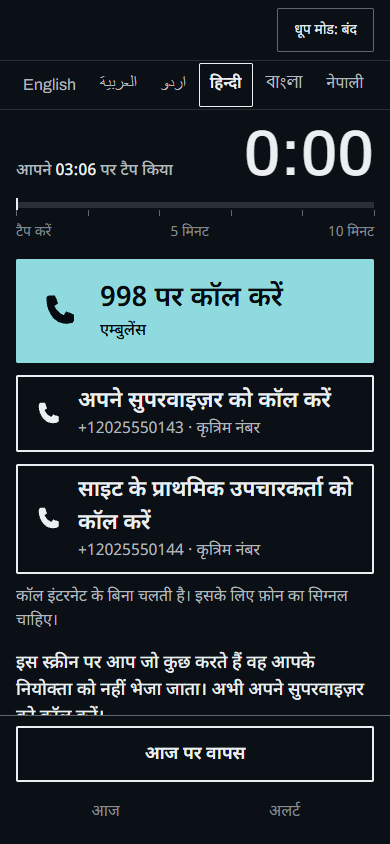 धूप मोड: बंद
English العربية اردو हिन्दी বাংলা नेपाली
आपने 03:06 पर टैप किया
0:00
टैप करें 5 मिनट 10 मिनट
998 पर कॉल करें
एम्बुलेंस
अपने सुपरवाइज़र को कॉल करें
+12025550143 · कृत्रिम नंबर
साइट के प्राथमिक उपचारकर्ता को
कॉल करें
+12025550144 · कृत्रिम नंबर
कॉल इंटरनेट के बिना चलती है। इसके लिए फ़ोन का सिग्नल
चाहिए।
इस स्क्रीन पर आप जो कुछ करते हैं वह आपके
नियोक्ता को नहीं भेजा जाता। अभी अपने सुपरवाइज़र
को कॉल करें।
आज पर वापस
आज अलर्ट